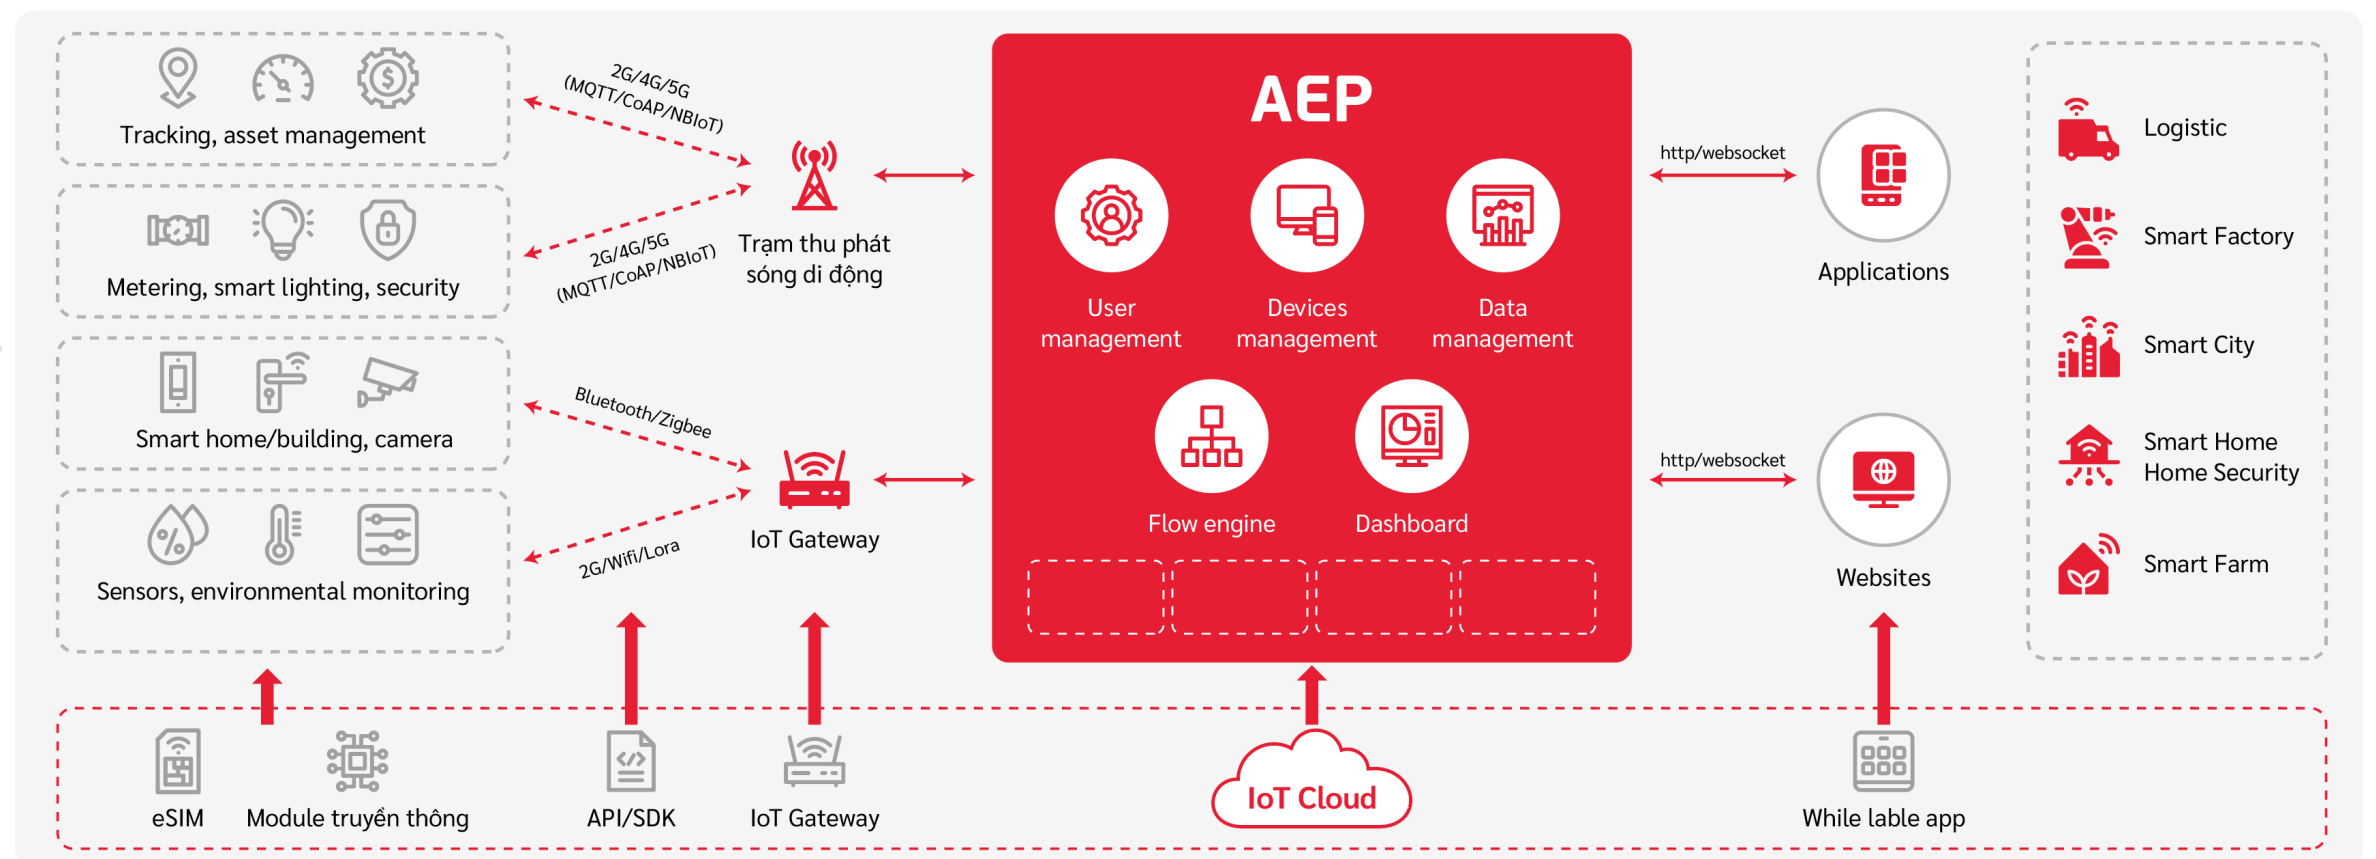 Tracking, asset management
Metering, smart lighting, security
Smart home/building, camera
Sensors, environmental monitoring
2G/4G/5G
(MQTT/CoAP/NBIoT)
2G/4G/5G
(MQTT/CoAP/NBIoT)
Trạm thu phát
sóng di động
Bluetooth/Zigbee
2G/Wifi/Lora
IoT Gateway
AEP
User
management
Devices
management
Data
management
Flow engine
Dashboard
http/websocket
http/websocket
Applications
Websites
Logistic
Smart Factory
Smart City
Smart Home
Home Security
Smart Farm
eSIM
Module truyền thông
API/SDK
IoT Gateway
IoT Cloud
While lable app